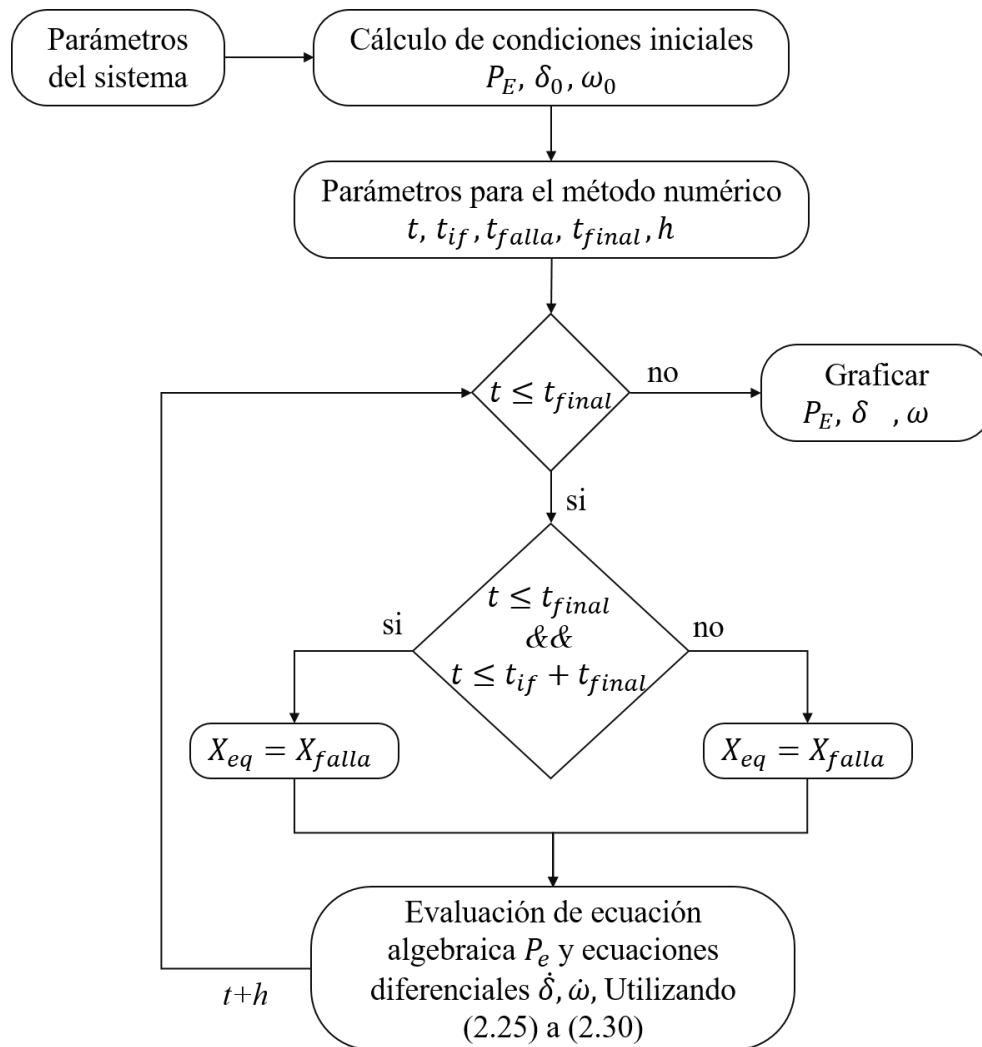 Parámetros
del sistema
Cálculo de condiciones iniciales
P_E, δ_0, ω_0
Parámetros para el método numérico
t, t_if, t_falla, t_final, h
t ≤ t_final
no
Graficar
P_E, δ , ω
si
t ≤ t_final
&&
t ≤ t_if + t_final
si
no
X_eq = X_falla
X_eq = X_falla
Evaluación de ecuación
algebraica P_e y ecuaciones
diferenciales δ̇, ω̇, Utilizando
(2.25) a (2.30)
t+h